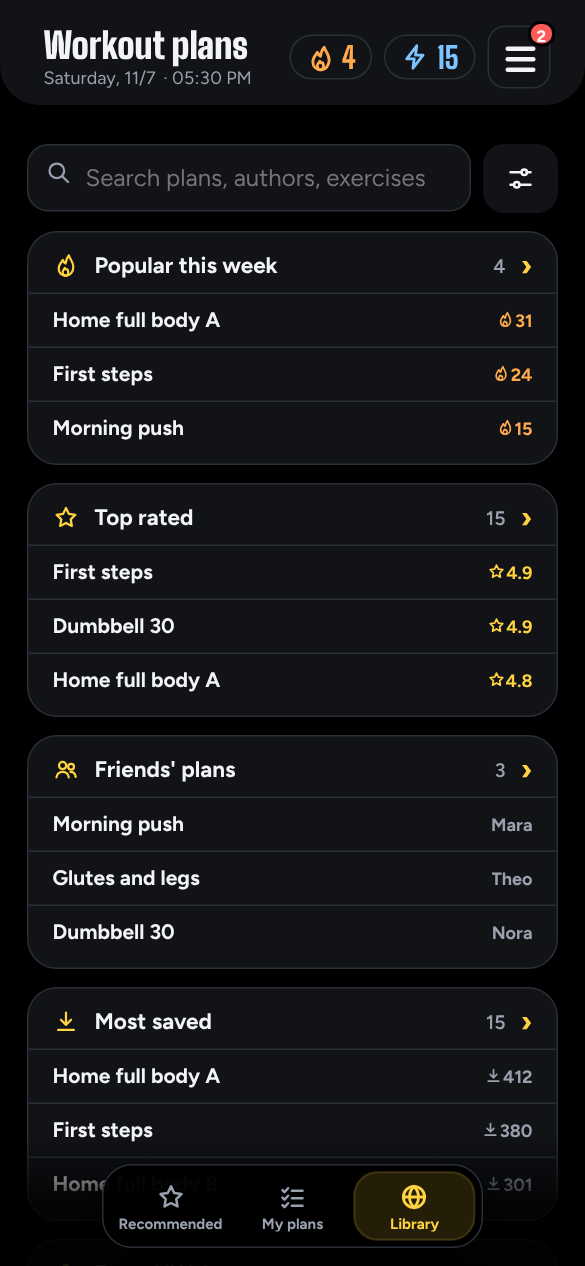 Workout plans
Saturday, 11/7 · 05:30 PM
4
15
2
Search plans, authors, exercises
Popular this week 4 ›
Home full body A 31
First steps 24
Morning push 15
Top rated 15 ›
First steps 4.9
Dumbbell 30 4.9
Home full body A 4.8
Friends' plans 3 ›
Morning push Mara
Glutes and legs Theo
Dumbbell 30 Nora
Most saved 15 ›
Home full body A 412
First steps 380
Home full body B 301
Recommended
My plans
Library